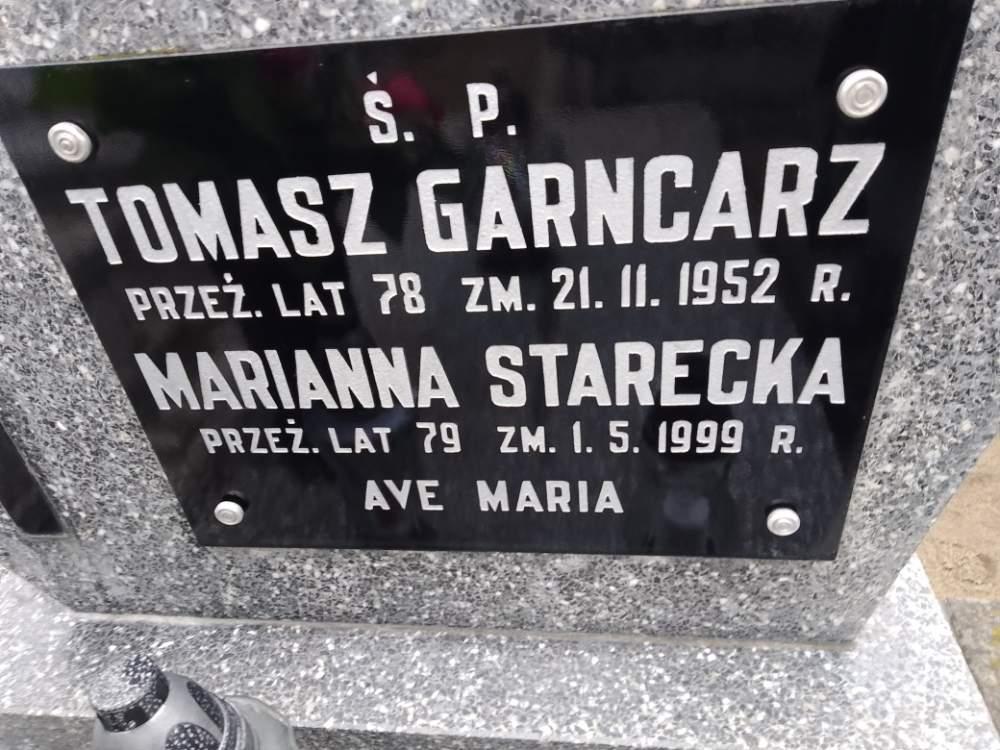 Ś. P.
TOMASZ GARNCARZ
PRZEŻ. LAT 78 ZM. 21. 11. 1952 R.
MARIANNA STARECKA
PRZEŻ. LAT 79 ZM. 1. 5. 1999 R.
AVE MARIA